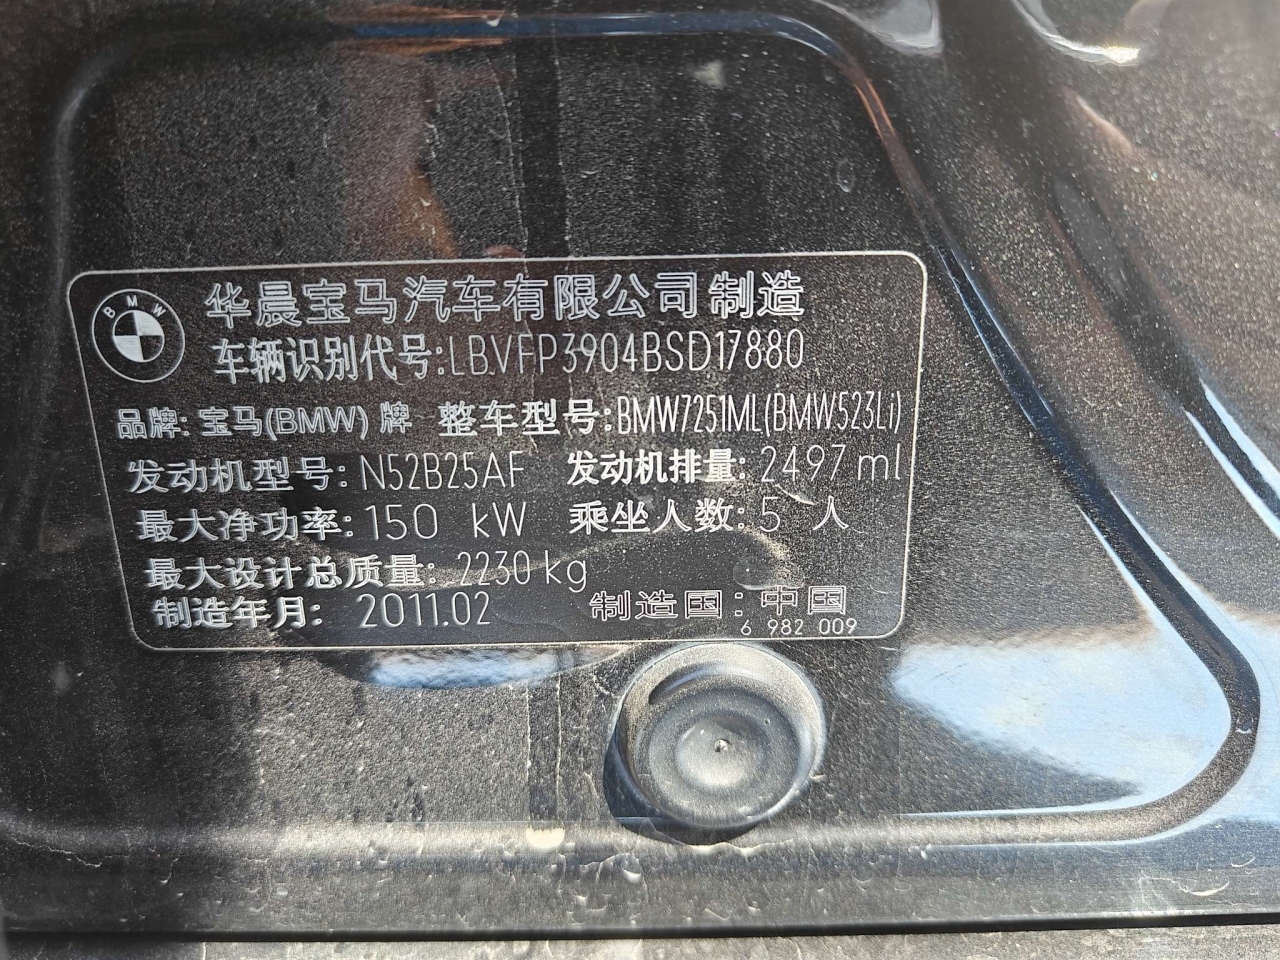 BMW
华晨宝马汽车有限公司制造
车辆识别代号:LBVFP3904BSD17880
品牌:宝马(BMW)牌 整车型号:BMW7251ML(BMW523Li)
发动机型号:N52B25AF 发动机排量:2497ml
最大净功率:150 kW 乘坐人数:5 人
最大设计总质量: 2230kg
制造年月: 2011.02 制造国:中国
6 982 009